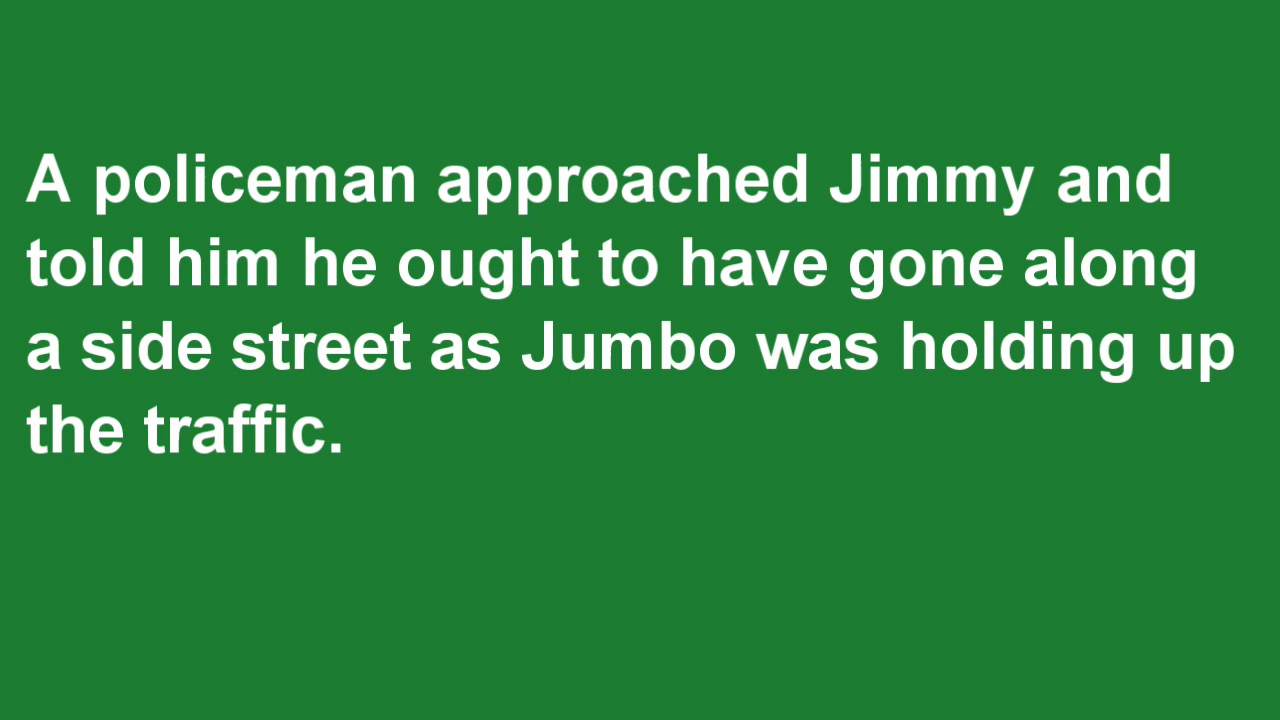 A policeman approached Jimmy and
told him he ought to have gone along
a side street as Jumbo was holding up
the traffic.